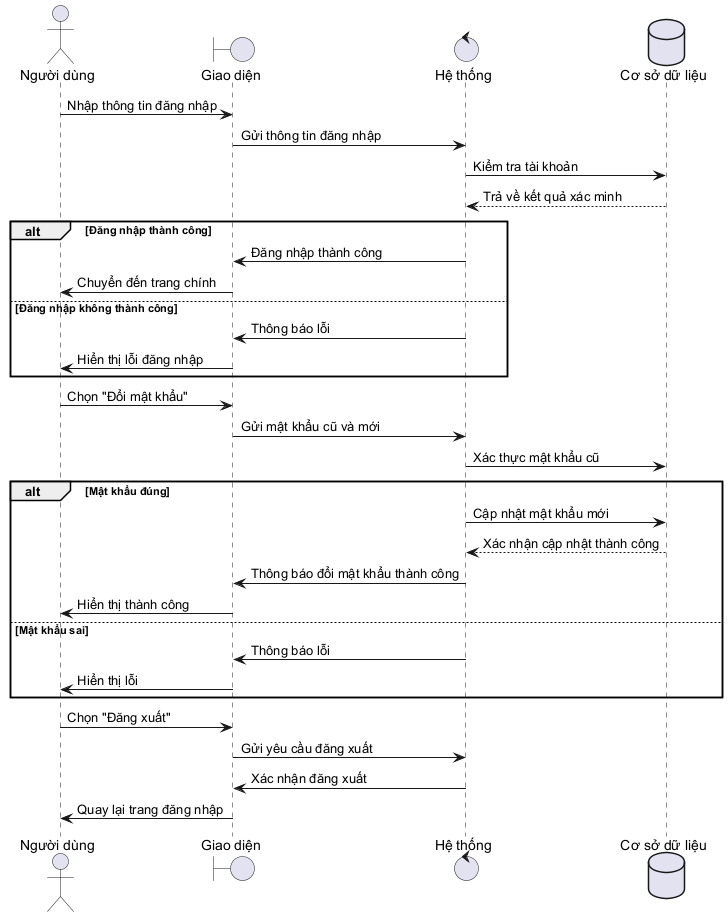 Người dùng
Giao diện
Hệ thống
Cơ sở dữ liệu
Nhập thông tin đăng nhập
Gửi thông tin đăng nhập
Kiểm tra tài khoản
Trả về kết quả xác minh
alt [Đăng nhập thành công]
Đăng nhập thành công
Chuyển đến trang chính
[Đăng nhập không thành công]
Thông báo lỗi
Hiển thị lỗi đăng nhập
Chọn "Đổi mật khẩu"
Gửi mật khẩu cũ và mới
Xác thực mật khẩu cũ
alt [Mật khẩu đúng]
Cập nhật mật khẩu mới
Xác nhận cập nhật thành công
Thông báo đổi mật khẩu thành công
Hiển thị thành công
[Mật khẩu sai]
Thông báo lỗi
Hiển thị lỗi
Chọn "Đăng xuất"
Gửi yêu cầu đăng xuất
Xác nhận đăng xuất
Quay lại trang đăng nhập
Người dùng
Giao diện
Hệ thống
Cơ sở dữ liệu